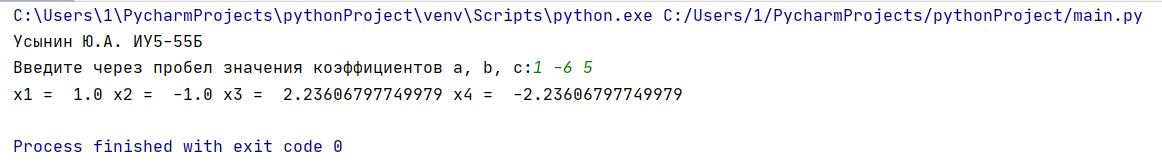 C:\Users\1\PycharmProjects\pythonProject\venv\Scripts\python.exe C:/Users/1/PycharmProjects/pythonProject/main.py
Усынин Ю.А. ИУ5-55Б
Введите через пробел значения коэффициентов a, b, c:1 -6 5
x1 =  1.0 x2 =  -1.0 x3 =  2.23606797749979 x4 =  -2.23606797749979
Process finished with exit code 0